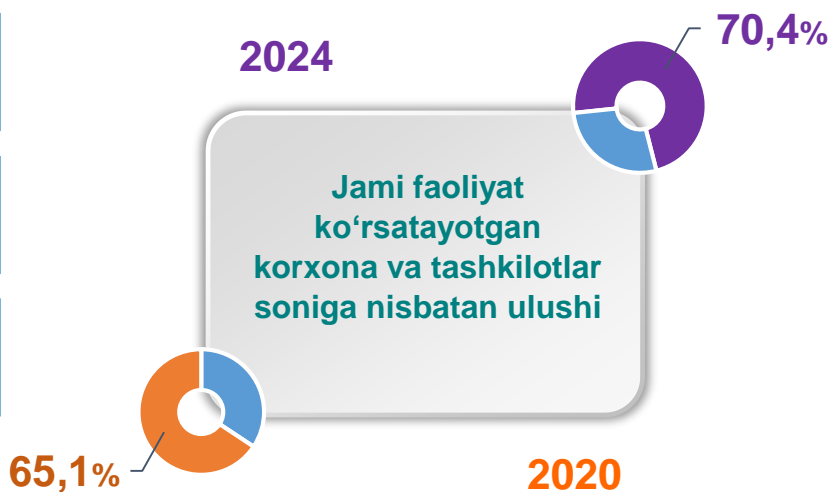 2024
70,4%
Jami faoliyat
ko‘rsatayotgan
korxona va tashkilotlar
soniga nisbatan ulushi
65,1%
2020